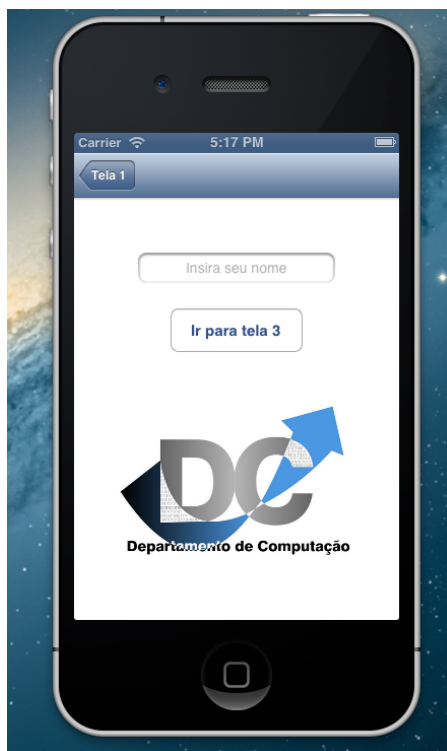 Carrier 5:17 PM
Tela 1
Insira seu nome
Ir para tela 3
DC
Departamento de Computação